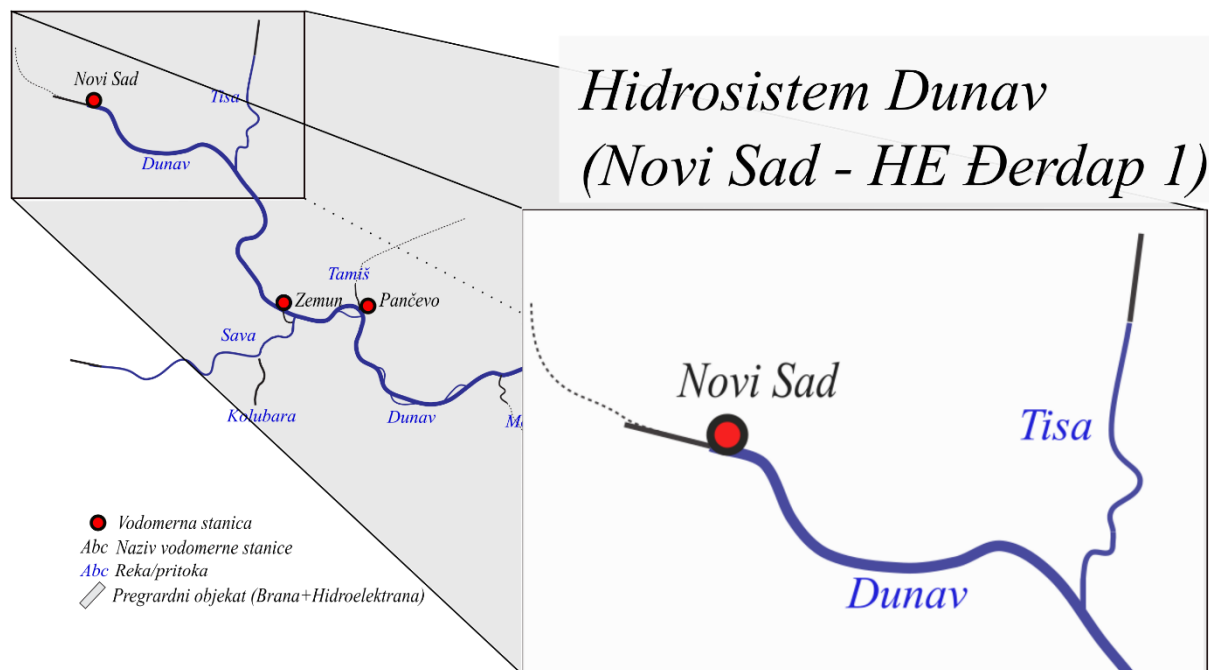 Hidrosistem Dunav
(Novi Sad - HE Đerdap 1)
Novi Sad
Tisa
Dunav
Tamiš
Zemun
Pančevo
Sava
Kolubara
Dunav
Novi Sad
Tisa
Dunav
Vodomerna stanica
Abc Naziv vodomerne stanice
Abc Reka/pritoka
Pregrardni objekat (Brana+Hidroelektrana)